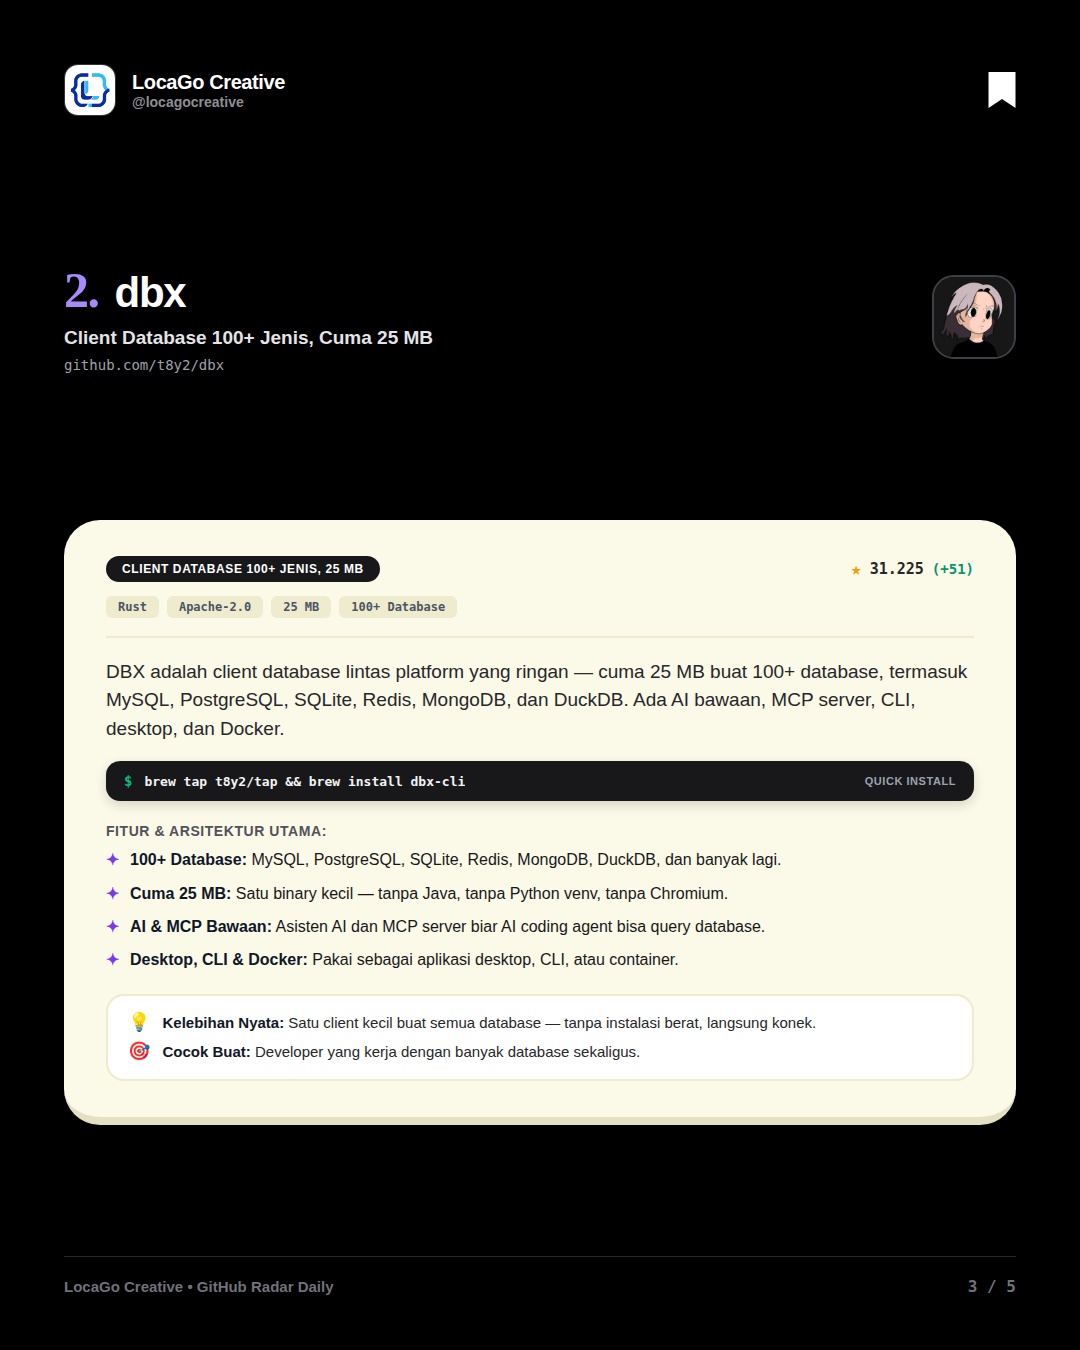 LocaGo Creative
@locagocreative
2. dbx
Client Database 100+ Jenis, Cuma 25 MB
github.com/t8y2/dbx
CLIENT DATABASE 100+ JENIS, 25 MB
★ 31.225 (+51)
Rust Apache-2.0 25 MB 100+ Database
DBX adalah client database lintas platform yang ringan — cuma 25 MB buat 100+ database, termasuk
MySQL, PostgreSQL, SQLite, Redis, MongoDB, dan DuckDB. Ada AI bawaan, MCP server, CLI,
desktop, dan Docker.
$ brew tap t8y2/tap && brew install dbx-cli QUICK INSTALL
FITUR & ARSITEKTUR UTAMA:
✦ 100+ Database: MySQL, PostgreSQL, SQLite, Redis, MongoDB, DuckDB, dan banyak lagi.
✦ Cuma 25 MB: Satu binary kecil — tanpa Java, tanpa Python venv, tanpa Chromium.
✦ AI & MCP Bawaan: Asisten AI dan MCP server biar AI coding agent bisa query database.
✦ Desktop, CLI & Docker: Pakai sebagai aplikasi desktop, CLI, atau container.
💡 Kelebihan Nyata: Satu client kecil buat semua database — tanpa instalasi berat, langsung konek.
🎯 Cocok Buat: Developer yang kerja dengan banyak database sekaligus.
LocaGo Creative • GitHub Radar Daily
3 / 5